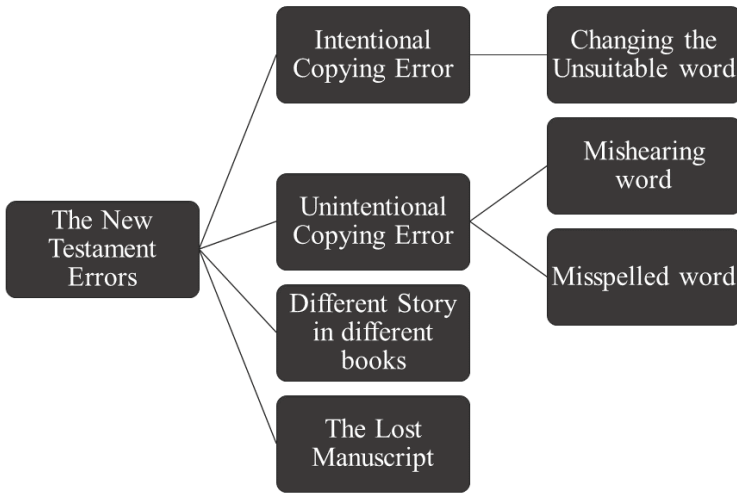 The New
Testament
Errors
Intentional
Copying Error
Changing the
Unsuitable word
Unintentional
Copying Error
Mishearing
word
Misspelled word
Different Story
in different
books
The Lost
Manuscript